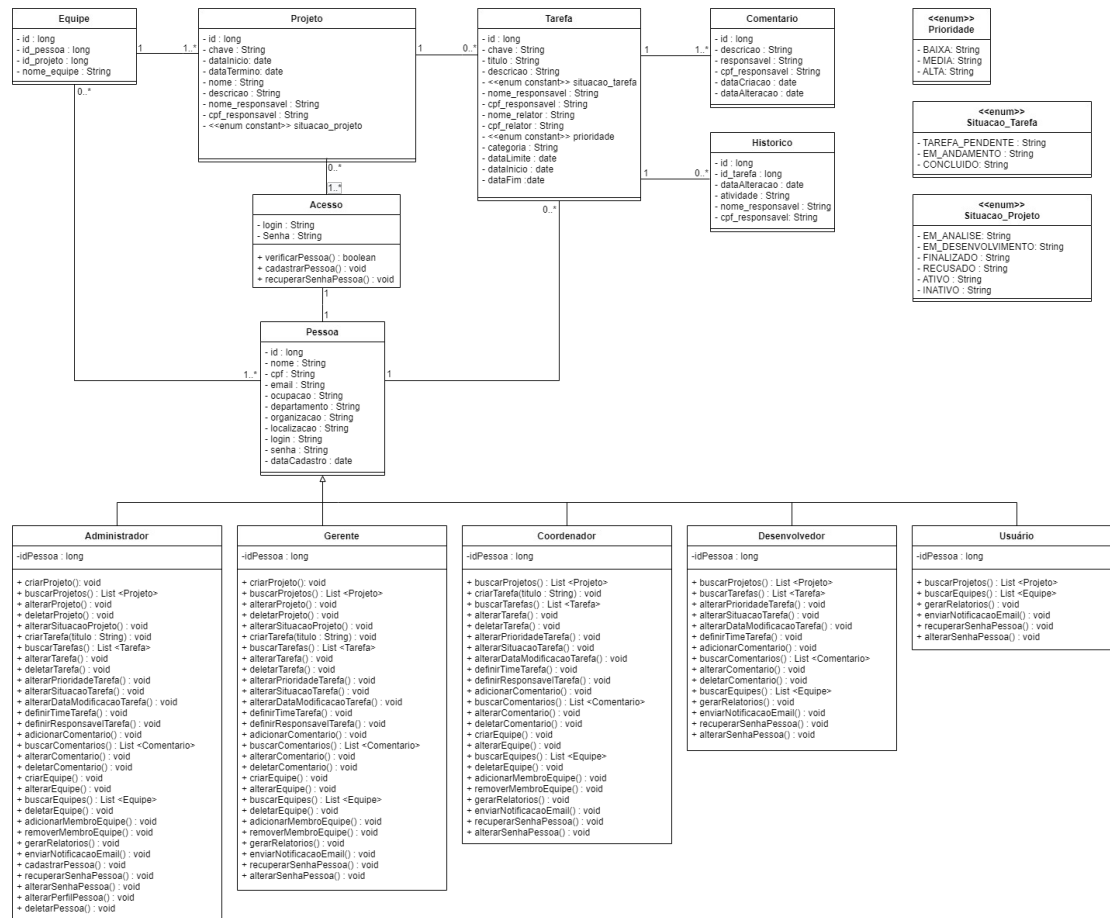 Equipe
- id : long
- id_pessoa : long
- id_projeto : long
- nome_equipe : String
1
1..*
0..*
Projeto
- id : long
- chave : String
- dataInicio: date
- dataTermino: date
- nome : String
- descricao : String
- nome_responsável : String
- cpf_responsavel : String
- <<enum constant>> situacao_projeto
1
0..*
0..*
1..*
Tarefa
- id : long
- chave : String
- titulo : String
- descricao : String
- <<enum constant>> situacao_tarefa
- nome_responsavel : String
- cpf_responsavel : String
- nome_relator : String
- cpf_relator : String
- <<enum constant>> prioridade
- categoria : String
- dataLimite : date
- dataInicio : date
- dataFim :date
1
1..*
1
0..*
0..*
Comentario
- id : long
- descricao : String
- responsavel : String
- cpf_responsavel : String
- dataCriacao : date
- dataAlteracao : date
Historico
- id : long
- id_tarefa : long
- dataAlteracao : date
- atividade : String
- nome_responsavel : String
- cpf_responsavel: String
<<enum>>
Prioridade
- BAIXA: String
- MEDIA: String
- ALTA: String
<<enum>>
Situacao_Tarefa
- TAREFA_PENDENTE : String
- EM_ANDAMENTO : String
- CONCLUIDO : String
<<enum>>
Situacao_Projeto
- EM_ANALISE: String
- EM_DESENVOLVIMENTO: String
- FINALIZADO : String
- RECUSADO : String
- ATIVO : String
- INATIVO : String
Acesso
- login : String
- Senha : String
+ verificarPessoa() : boolean
+ cadastrarPessoa() : void
+ recuperarSenhaPessoa() : void
1
1
Pessoa
- id : long
- nome : String
- cpf : String
- email : String
- ocupacao : String
- departamento : String
- organizacao : String
- localizacao : String
- login : String
- senha : String
- dataCadastro : date
1..*
1
Administrador
-idPessoa : long
+ criarProjeto(): void
+ buscarProjetos() : List <Projeto>
+ alterarProjeto() : void
+ deletarProjeto() : void
+ alterarSituacaoProjeto() : void
+ criarTarefa(titulo : String) : void
+ buscarTarefas() : List <Tarefa>
+ alterarTarefa() : void
+ deletarTarefa() : void
+ alterarPrioridadeTarefa() : void
+ alterarSituacaoTarefa() : void
+ alterarDataModificacaoTarefa() : void
+ definirTimeTarefa() : void
+ definirResponsavelTarefa() : void
+ adicionarComentario() : void
+ buscarComentarios() : List <Comentario>
+ alterarComentario() : void
+ deletarComentario() : void
+ criarEquipe() : void
+ alterarEquipe() : void
+ buscarEquipes() : List <Equipe>
+ deletarEquipe() : void
+ adicionarMembroEquipe() : void
+ removerMembroEquipe() : void
+ gerarRelatorios() : void
+ enviarNotificacaoEmail() : void
+ cadastrarPessoa() : void
+ recuperarSenhaPessoa() : void
+ alterarSenhaPessoa() : void
+ alterarPerfilPessoa() : void
+ deletarPessoa() : void
Gerente
-idPessoa : long
+ criarProjeto(): void
+ buscarProjetos() : List <Projeto>
+ alterarProjeto() : void
+ deletarProjeto() : void
+ alterarSituacaoProjeto() : void
+ criarTarefa(titulo : String) : void
+ buscarTarefas() : List <Tarefa>
+ alterarTarefa() : void
+ deletarTarefa() : void
+ alterarPrioridadeTarefa() : void
+ alterarSituacaoTarefa() : void
+ alterarDataModificacaoTarefa() : void
+ definirTimeTarefa() : void
+ definirResponsavelTarefa() : void
+ adicionarComentario() : void
+ buscarComentarios() : List <Comentario>
+ alterarComentario() : void
+ deletarComentario() : void
+ criarEquipe() : void
+ alterarEquipe() : void
+ buscarEquipes() : List <Equipe>
+ deletarEquipe() : void
+ adicionarMembroEquipe() : void
+ removerMembroEquipe() : void
+ gerarRelatorios() : void
+ enviarNotificacaoEmail() : void
+ recuperarSenhaPessoa() : void
+ alterarSenhaPessoa() : void
Coordenador
-idPessoa : long
+ buscarProjetos() : List <Projeto>
+ criarTarefa(titulo : String) : void
+ buscarTarefas() : List <Tarefa>
+ alterarTarefa() : void
+ deletarTarefa() : void
+ alterarPrioridadeTarefa() : void
+ alterarSituacaoTarefa() : void
+ alterarDataModificacaoTarefa() : void
+ definirTimeTarefa() : void
+ definirResponsavelTarefa() : void
+ adicionarComentario() : void
+ buscarComentarios() : List <Comentario>
+ alterarComentario() : void
+ deletarComentario() : void
+ criarEquipe() : void
+ alterarEquipe() : void
+ buscarEquipes() : List <Equipe>
+ deletarEquipe() : void
+ adicionarMembroEquipe() : void
+ removerMembroEquipe() : void
+ gerarRelatorios() : void
+ enviarNotificacaoEmail() : void
+ recuperarSenhaPessoa() : void
+ alterarSenhaPessoa() : void
Desenvolvedor
-idPessoa : long
+ buscarProjetos() : List <Projeto>
+ buscarTarefas() : List <Tarefa>
+ alterarPrioridadeTarefa() : void
+ alterarSituacaoTarefa() : void
+ alterarDataModificacaoTarefa() : void
+ definirTimeTarefa() : void
+ adicionarComentario() : void
+ buscarComentarios() : List <Comentario>
+ alterarComentario() : void
+ deletarComentario() : void
+ buscarEquipes() : List <Equipe>
+ gerarRelatorios() : void
+ enviarNotificacaoEmail() : void
+ recuperarSenhaPessoa() : void
+ alterarSenhaPessoa() : void
Usuário
-idPessoa : long
+ buscarProjetos() : List <Projeto>
+ buscarEquipes() : List <Equipe>
+ gerarRelatorios() : void
+ enviarNotificacaoEmail() : void
+ recuperarSenhaPessoa() : void
+ alterarSenhaPessoa() : void